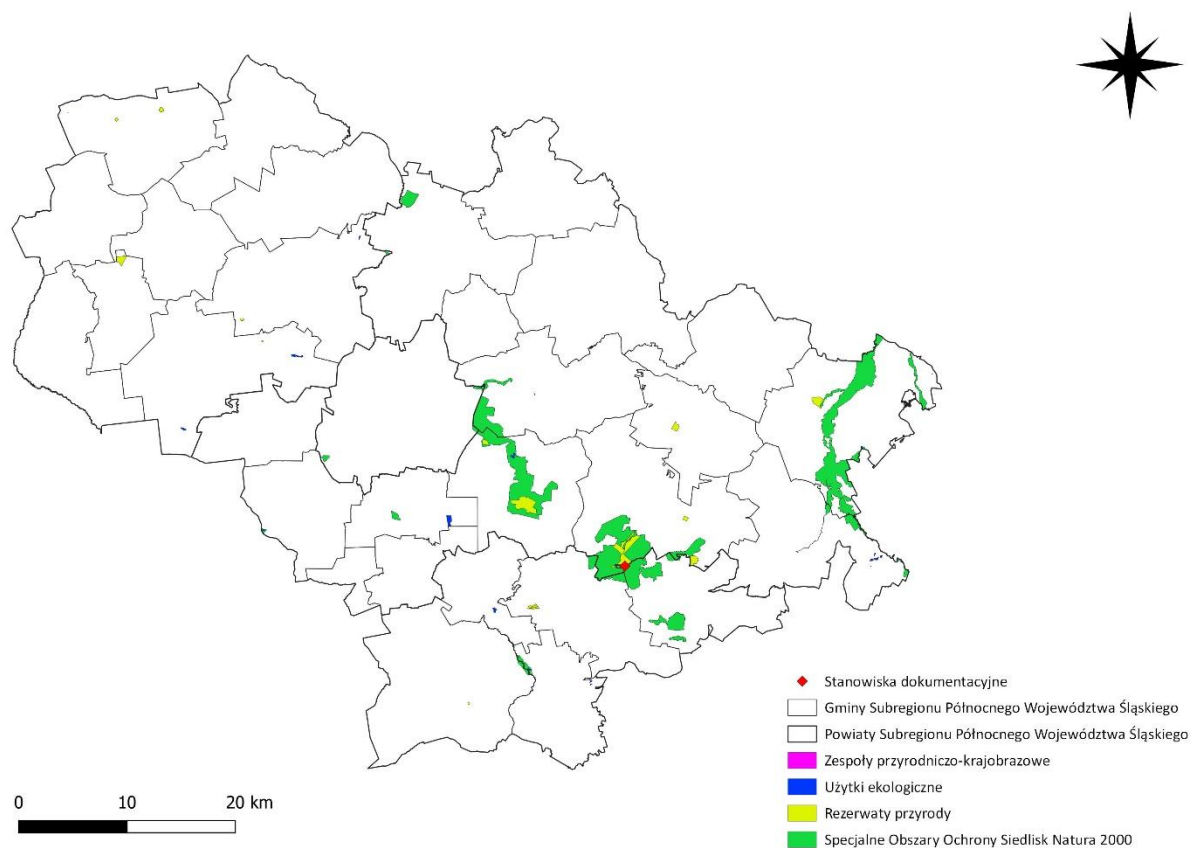 Stanowiska dokumentacyjne
Gminy Subregionu Północnego Województwa Śląskiego
Powiaty Subregionu Północnego Województwa Śląskiego
Zespoły przyrodniczo-krajobrazowe
Użytki ekologiczne
Rezerwaty przyrody
Specjalne Obszary Ochrony Siedlisk Natura 2000
0 10 20 km